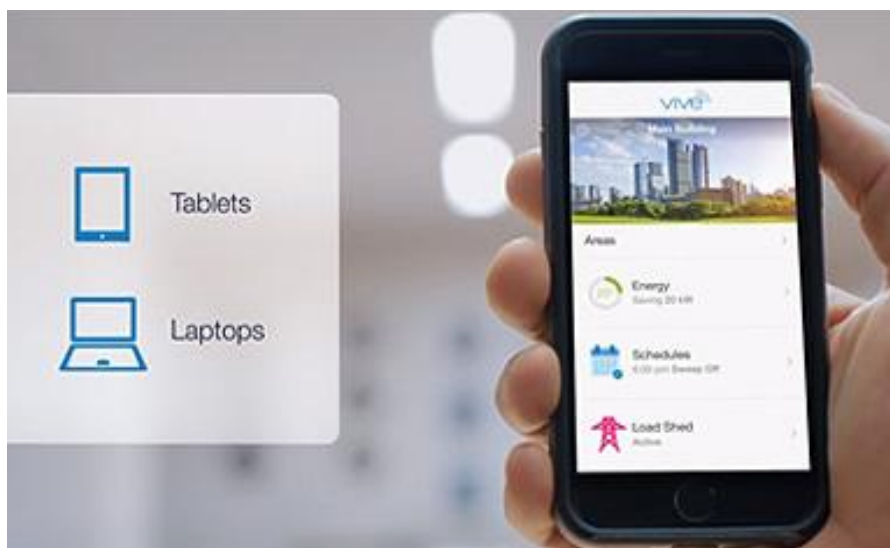 Tablets
Laptops
vive
Main Building
Areas
Energy
Saving 20 kW
Schedules
6:00 pm Sweep Off
Load Shed
Active